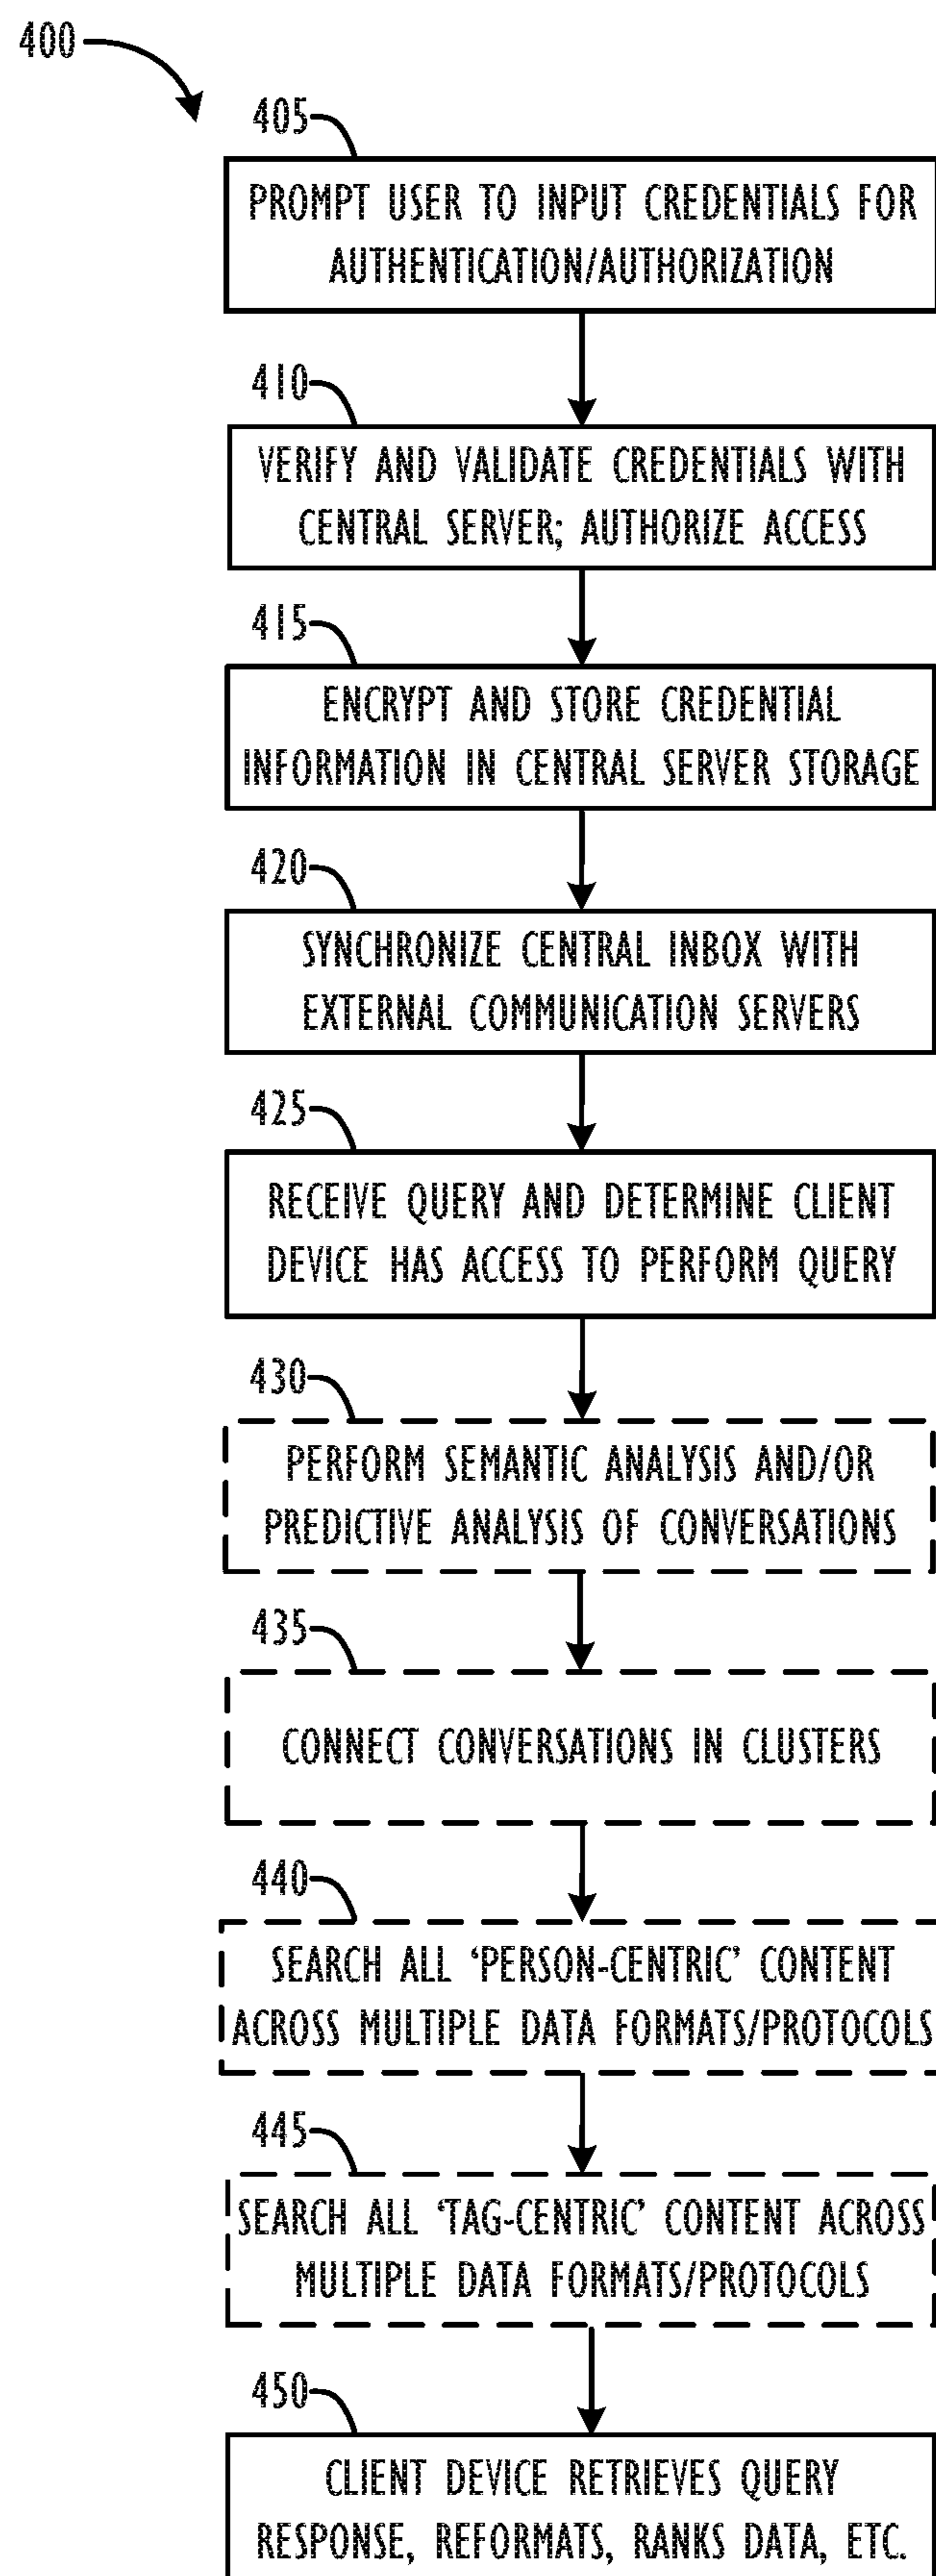 400
405
PROMPT USER TO INPUT CREDENTIALS FOR
AUTHENTICATION/AUTHORIZATION
410
VERIFY AND VALIDATE CREDENTIALS WITH
CENTRAL SERVER; AUTHORIZE ACCESS
415
ENCRYPT AND STORE CREDENTIAL
INFORMATION IN CENTRAL SERVER STORAGE
420
SYNCHRONIZE CENTRAL INBOX WITH
EXTERNAL COMMUNICATION SERVERS
425
RECEIVE QUERY AND DETERMINE CLIENT
DEVICE HAS ACCESS TO PERFORM QUERY
430
PERFORM SEMANTIC ANALYSIS AND/OR
PREDICTIVE ANALYSIS OF CONVERSATIONS
435
CONNECT CONVERSATIONS IN CLUSTERS
440
SEARCH ALL ‘PERSON-CENTRIC’ CONTENT
ACROSS MULTIPLE DATA FORMATS/PROTOCOLS
445
SEARCH ALL ‘TAG-CENTRIC’ CONTENT ACROSS
MULTIPLE DATA FORMATS/PROTOCOLS
450
CLIENT DEVICE RETRIEVES QUERY
RESPONSE, REFORMATS, RANKS DATA, ETC.